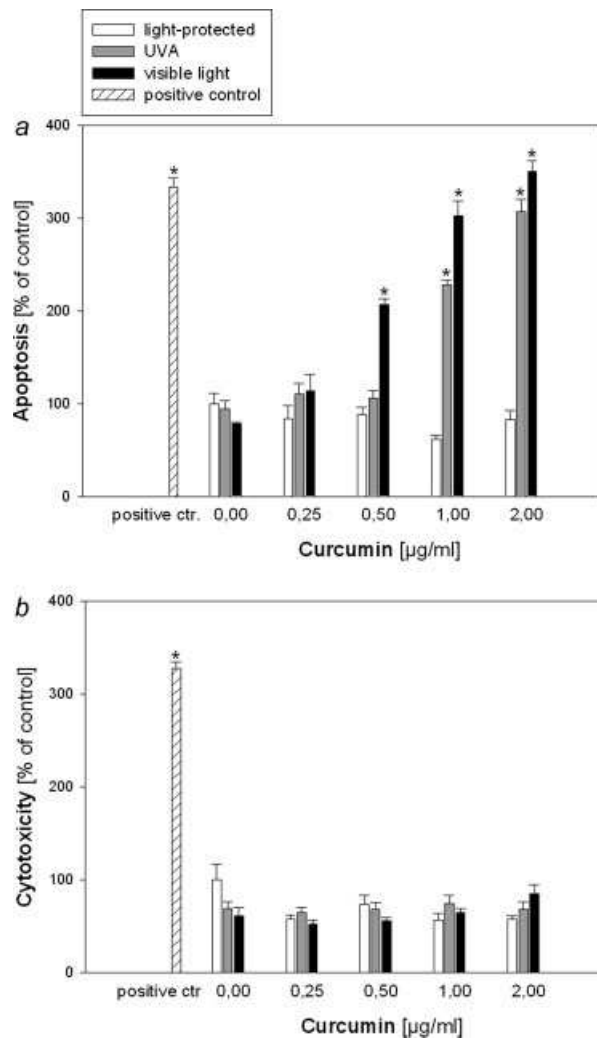 light-protected
UVA
visible light
positive control
a
400
300
200
100
0
Apoptosis [% of control]
*
*
*
*
*
*
positive ctr. 0,00 0,25 0,50 1,00 2,00
Curcumin [µg/ml]
b
400
300
200
100
0
Cytotoxicity [% of control]
*
positive ctr 0,00 0,25 0,50 1,00 2,00
Curcumin [µg/ml]